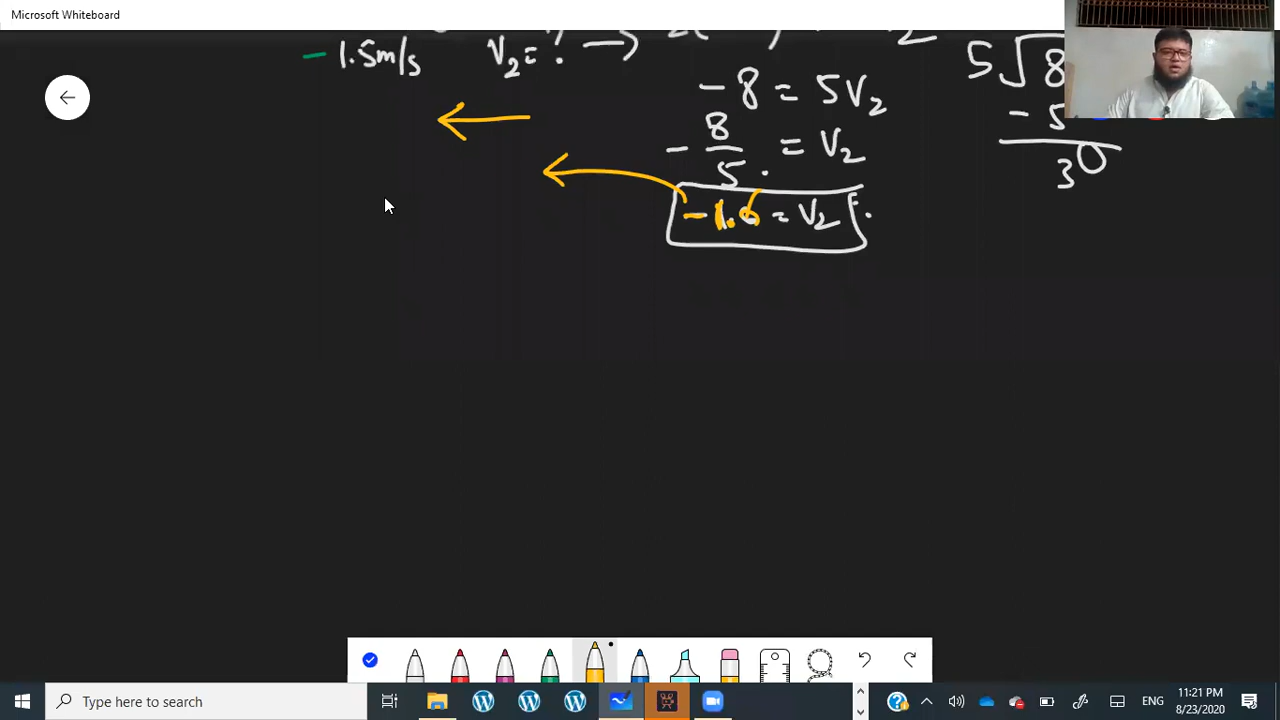 Microsoft Whiteboard
- 1.5m/s V₂ = ? →
-8 = 5V₂
- 8/5 = V₂
-1.6 = V₂
5√8
- 5
30
Type here to search
ENG
11:21 PM
8/23/2020